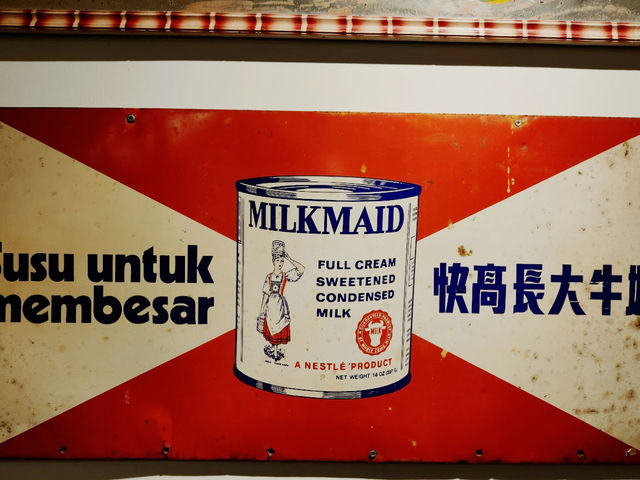 Susu untuk
membesar
MILKMAID
FULL CREAM
SWEETENED
CONDENSED
MILK
A NESTLÉ PRODUCT
NET WEIGHT 14 OZ
快高長大牛